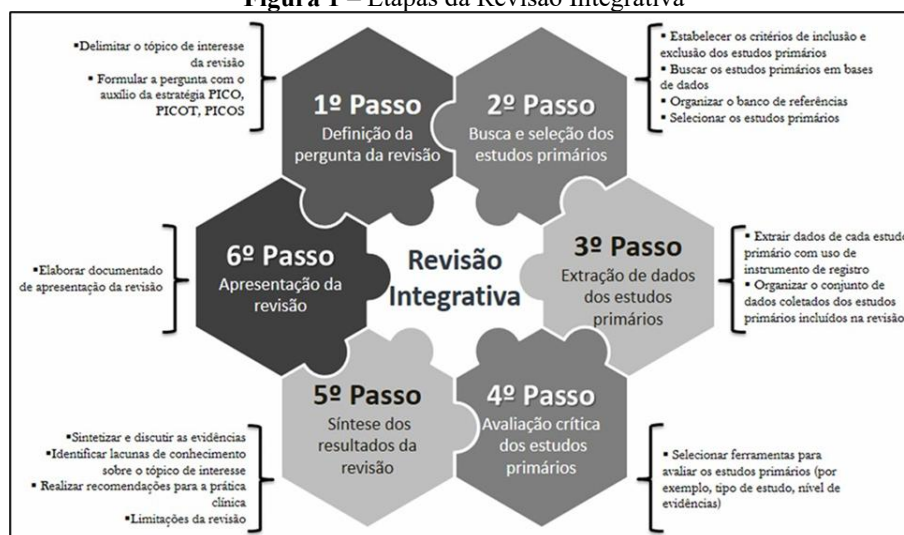 Figura 1 – Etapas da Revisão Integrativa
▪Delimitar o tópico de interesse
da revisão
▪ Formular a pergunta com o
auxílio da estratégia PICO,
PICOT, PICOS
1º Passo
Definição da
pergunta da revisão
2º Passo
Busca e seleção dos
estudos primários
▪ Estabelecer os critérios de inclusão e
exclusão dos estudos primários
▪ Buscar os estudos primários em bases
de dados
▪ Organizar o banco de referências
▪ Selecionar os estudos primários
▪Elaborar documentado
de apresentação da revisão
6º Passo
Apresentação da
revisão
Revisão
Integrativa
3º Passo
Extração de dados
dos estudos
primários
▪ Extrair dados de cada estudo
primário com uso de
instrumento de registro
▪ Organizar o conjunto de
dados coletados dos estudos
primários incluídos na revisão
▪Sintetizar e discutir as evidências
▪Identificar lacunas de conhecimento
sobre o tópico de interesse
▪ Realizar recomendações para a prática
clínica
▪Limitações da revisão
5º Passo
Síntese dos
resultados da
revisão
4º Passo
Avaliação crítica
dos estudos
primários
▪ Selecionar ferramentas para
avaliar os estudos primários (por
exemplo, tipo de estudo, nível de
evidências)